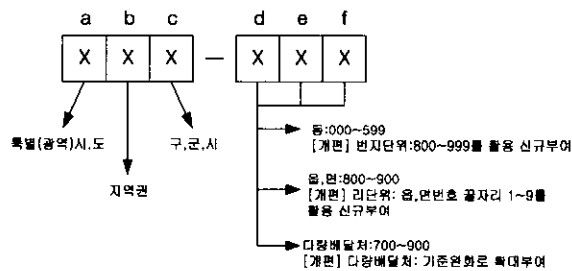 a b c d e f
X X X — X X X
특별(광역)시,도
구,군,시
지역권
동:000~599
[개편] 번지단위:800~999를 활용 신규부여
읍,면:800~900
[개편] 리단위: 읍,면번호 끝자리 1~9를
활용 신규부여
다량배달처:700~900
[개편] 다량배달처: 기준완화로 확대부여